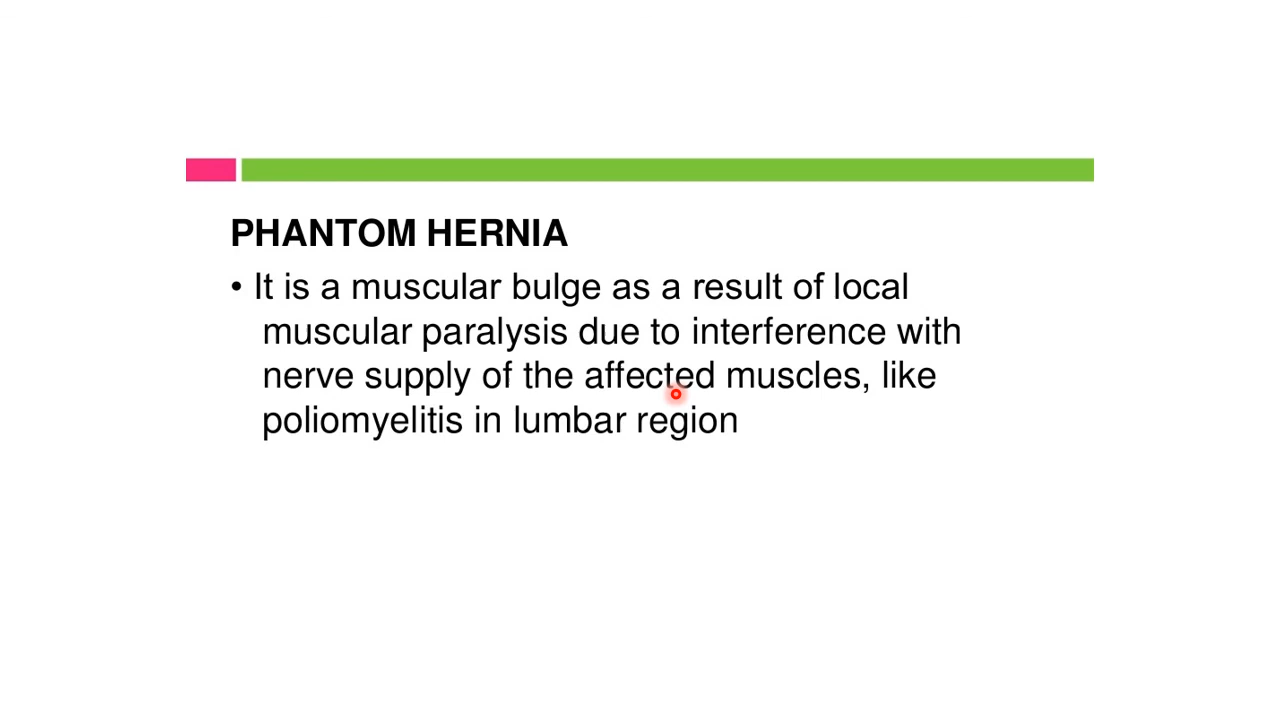 PHANTOM HERNIA
• It is a muscular bulge as a result of local
muscular paralysis due to interference with
nerve supply of the affected muscles, like
poliomyelitis in lumbar region